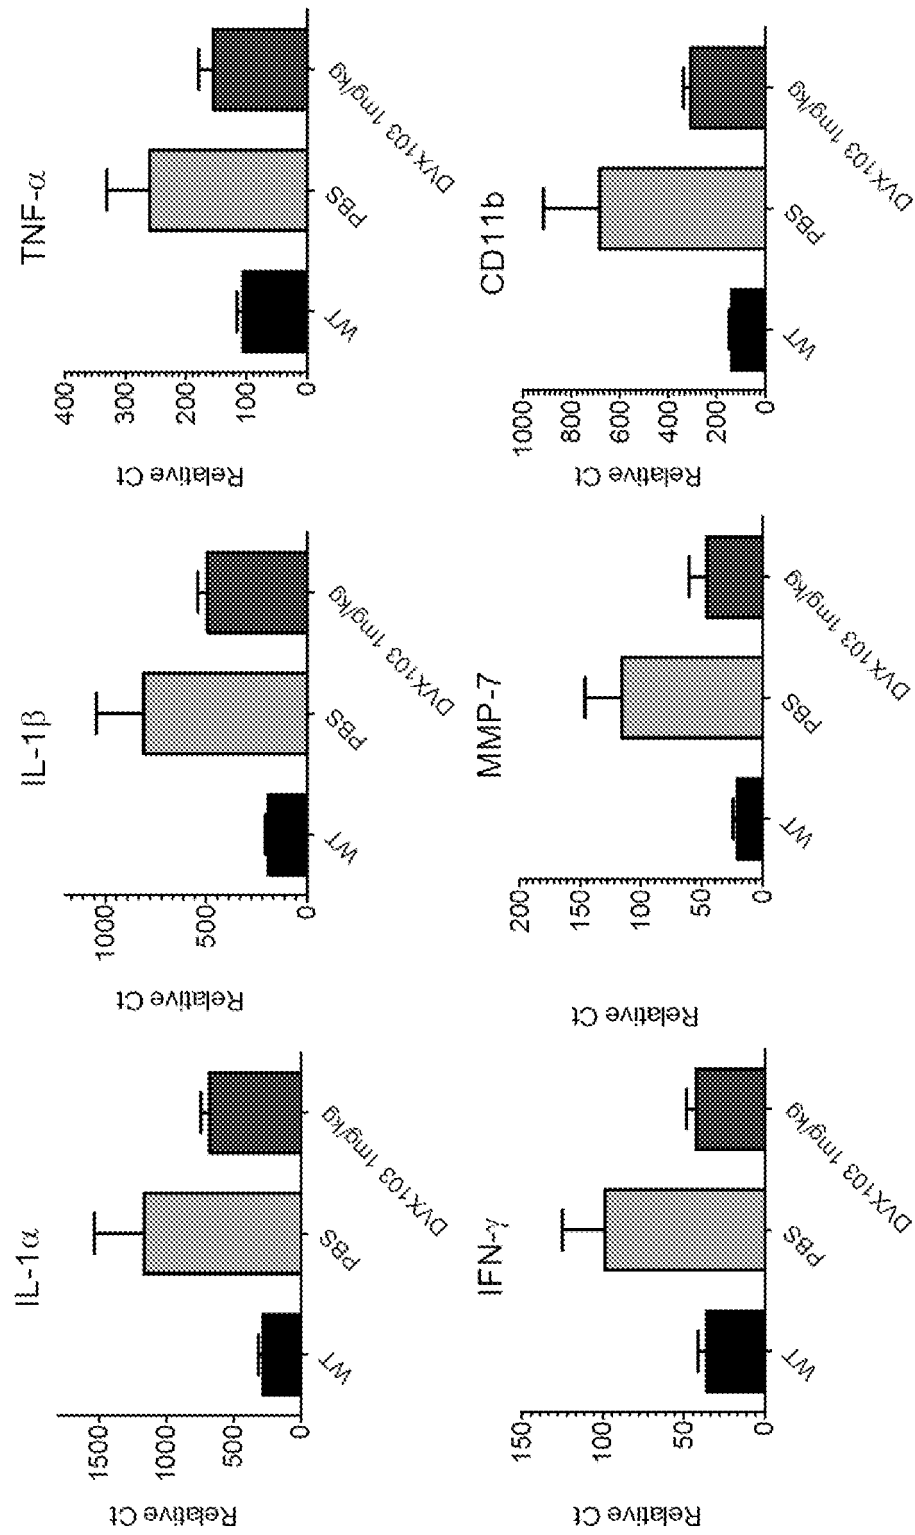 IL-1α
Relative Ct
1500
1000
500
0
WT
PBS
DVX103 1mg/kg
IL-1β
Relative Ct
1000
500
0
WT
PBS
DVX103 1mg/kg
TNF-α
Relative Ct
400
300
200
100
0
WT
PBS
DVX103 1mg/kg
IFN-γ
Relative Ct
150
100
50
0
WT
PBS
DVX103 1mg/kg
MMP-7
Relative Ct
200
150
100
50
0
WT
PBS
DVX103 1mg/kg
CD11b
Relative Ct
1000
800
600
400
200
0
WT
PBS
DVX103 1mg/kg